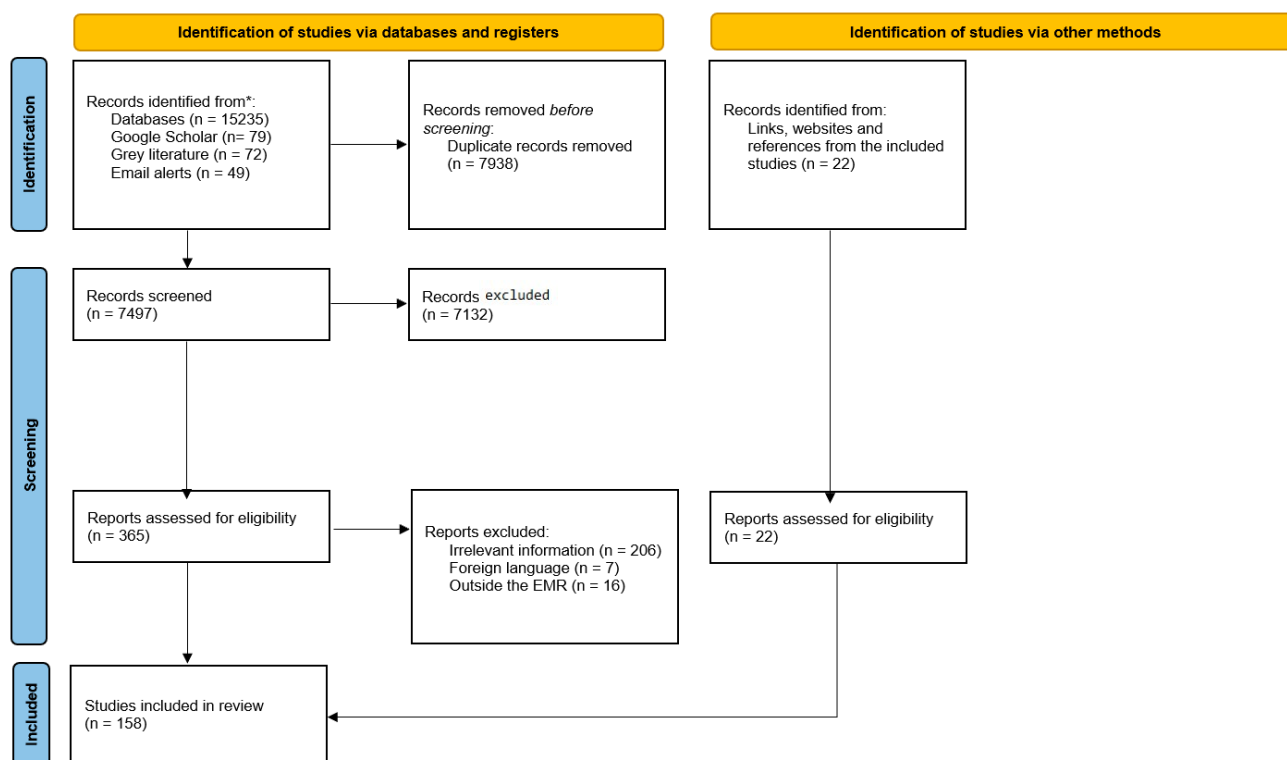 Identification of studies via databases and registers
Identification of studies via other methods
Identification
Records identified from*:
Databases (n = 15235)
Google Scholar (n= 79)
Grey literature (n = 72)
Email alerts (n = 49)
Records removed before
screening:
Duplicate records removed
(n = 7938)
Records identified from:
Links, websites and
references from the included
studies (n = 22)
Screening
Records screened
(n = 7497)
Records excluded
(n = 7132)
Reports assessed for eligibility
(n = 365)
Reports excluded:
Irrelevant information (n = 206)
Foreign language (n = 7)
Outside the EMR (n = 16)
Reports assessed for eligibility
(n = 22)
Included
Studies included in review
(n = 158)